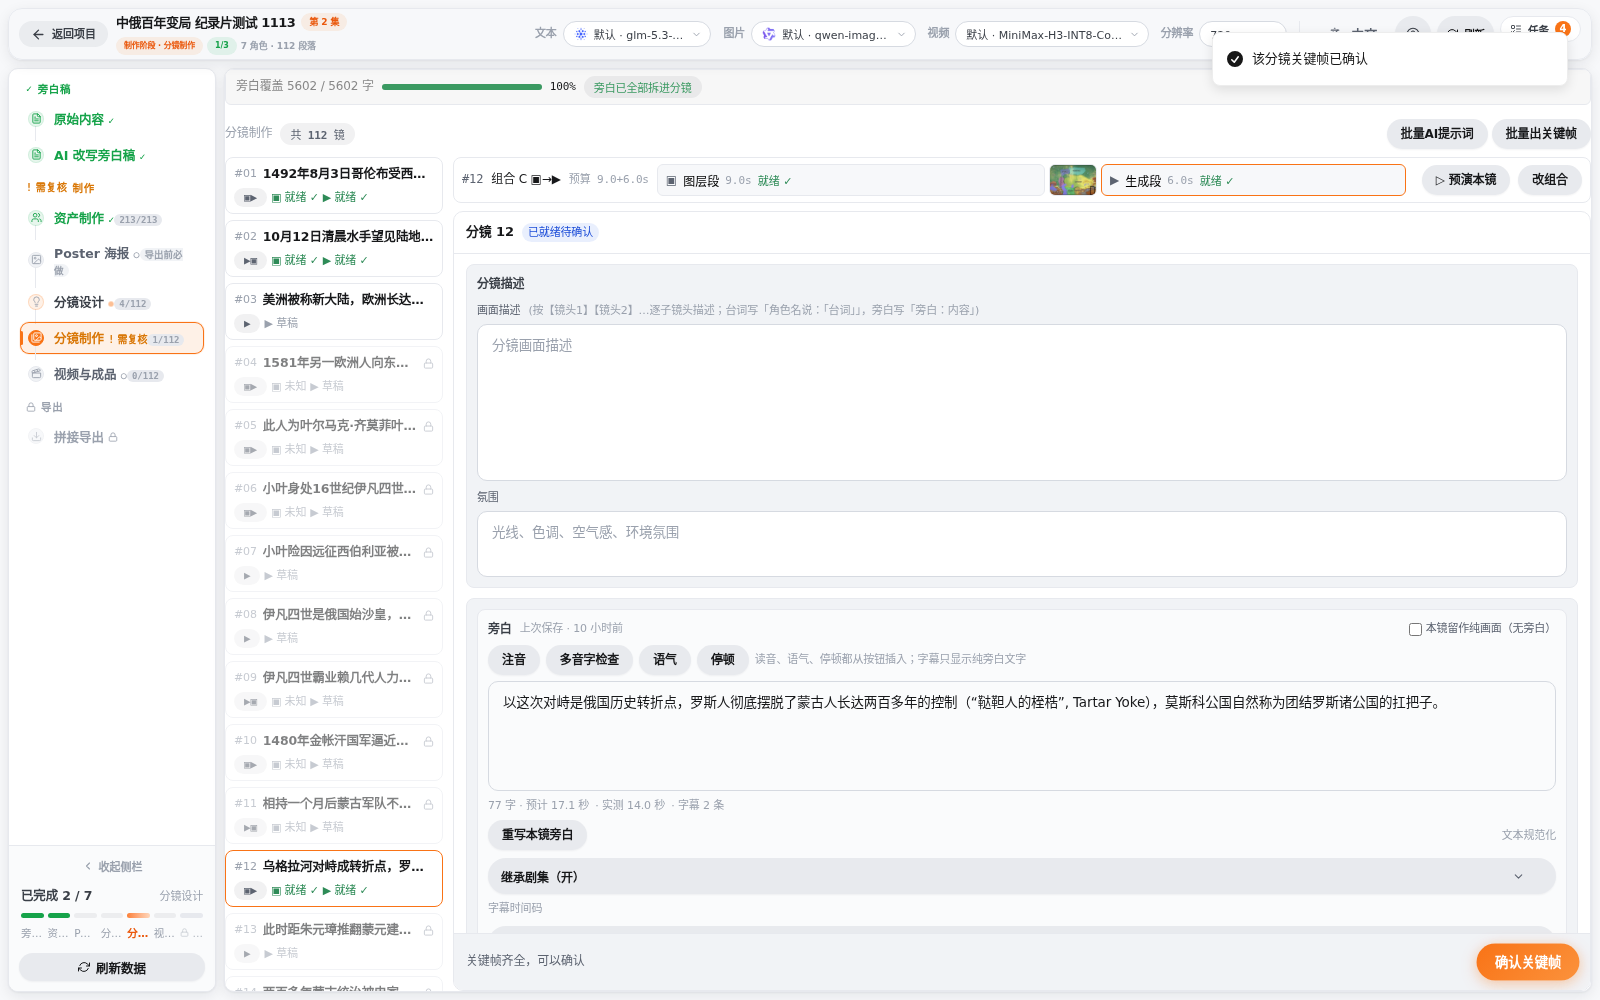 返回项目
中俄百年变局 纪录片测试 1113 第 2 集
制作阶段 · 分镜制作 1/3 7 角色 · 112 段落
文本 默认 · glm-5.3-...
图片 默认 · qwen-imag...
视频 默认 · MiniMax-H3-INT8-Co...
分辨率
任务 4
该分镜关键帧已确认
✓ 旁白稿
原始内容 ✓
AI 改写旁白稿 ✓
! 需复核 制作
资产制作 ✓ 213/213
Poster 海报 ○ 导出前必做
分镜设计 4/112
分镜制作 ! 需复核 1/112
视频与成品 ○ 0/112
导出
拼接导出
收起侧栏
已完成 2 / 7 分镜设计
旁... 资... P... 分... 分... 视... ...
刷新数据
旁白覆盖 5602 / 5602 字 100% 旁白已全部拆进分镜
分镜制作 共 112 镜
批量AI提示词 批量出关键帧
#01 1492年8月3日哥伦布受西...
▣▶ ▣ 就绪 ✓ ▶ 就绪 ✓
#02 10月12日清晨水手望见陆地...
▶▣ ▣ 就绪 ✓ ▶ 就绪 ✓
#03 美洲被称新大陆，欧洲长达...
▶ ▶ 草稿
#04 1581年另一欧洲人向东...
▣▶ ▣ 未知 ▶ 草稿
#05 此人为叶尔马克·齐莫菲叶...
▣▶ ▣ 未知 ▶ 草稿
#06 小叶身处16世纪伊凡四世...
▣▶ ▣ 未知 ▶ 草稿
#07 小叶险因远征西伯利亚被...
▶ ▶ 草稿
#08 伊凡四世是俄国始沙皇，...
▶ ▶ 草稿
#09 伊凡四世霸业赖几代人力...
▶▣ ▣ 未知 ▶ 草稿
#10 1480年金帐汗国军逼近...
▣▶ ▣ 未知 ▶ 草稿
#11 相持一个月后蒙古军队不...
▶▣ ▣ 未知 ▶ 草稿
#12 乌格拉河对峙成转折点，罗...
▣▶ ▣ 就绪 ✓ ▶ 就绪 ✓
#13 此时距朱元璋推翻蒙元建...
▶ ▶ 草稿
#12 组合 C ▣→▶ 预算 9.0+6.0s
▣ 图层段 9.0s 就绪 ✓
▶ 生成段 6.0s 就绪 ✓
▷ 预演本镜 改组合
分镜 12 已就绪待确认
分镜描述
画面描述 （按【镜头1】【镜头2】...逐子镜头描述；台词写「角色名说：「台词」」，旁白写「旁白：内容」）
分镜画面描述
氛围
光线、色调、空气感、环境氛围
旁白 上次保存 · 10 小时前
本镜留作纯画面（无旁白）
注音 多音字检查 语气 停顿 读音、语气、停顿都从按钮插入；字幕只显示纯旁白文字
以这次对峙是俄国历史转折点，罗斯人彻底摆脱了蒙古人长达两百多年的控制（“鞑靼人的桎梏”, Tartar Yoke），莫斯科公国自然称为团结罗斯诸公国的扛把子。
77 字 · 预计 17.1 秒 · 实测 14.0 秒 · 字幕 2 条
重写本镜旁白 文本规范化
继承剧集（开）
字幕时间码
关键帧齐全，可以确认
确认关键帧